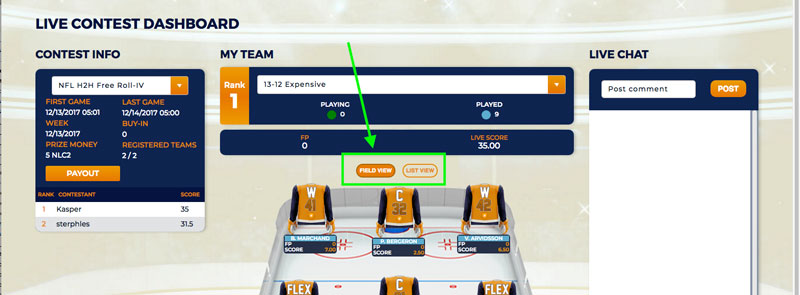 LIVE CONTEST DASHBOARD
CONTEST INFO
NFL H2H Free Roll-IV
FIRST GAME
LAST GAME
12/13/2017 05:01
12/14/2017 05:00
WEEK
BUY-IN
12/13/2017
0
PRIZE MONEY
REGISTERED TEAMS
5 NLC2
2 / 2
PAYOUT
RANK CONTESTANT SCORE
1 Kasper 35
2 sterphles 31.5
MY TEAM
Rank
1
13-12 Expensive
PLAYING
0
PLAYED
9
FP
0
LIVE SCORE
35.00
FIELD VIEW
LIST VIEW
W
41
C
32
W
42
B. MARCHAND
FP 0
SCORE 7.00
P. BERGERON
FP 0
SCORE 2.50
V. ARVIDSSON
FP 0
SCORE 6.50
FLEX
C
FLEX
LIVE CHAT
Post comment
POST